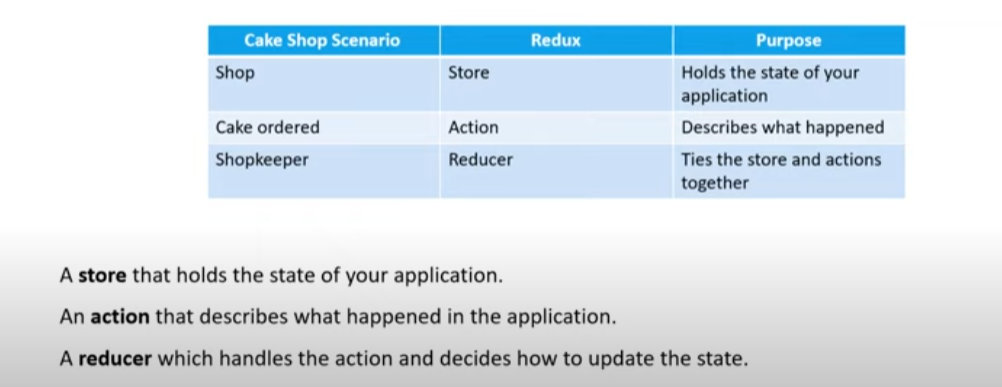 Cake Shop Scenario Redux Purpose
Shop Store Holds the state of your
application
Cake ordered Action Describes what happened
Shopkeeper Reducer Ties the store and actions
together
A store that holds the state of your application.
An action that describes what happened in the application.
A reducer which handles the action and decides how to update the state.